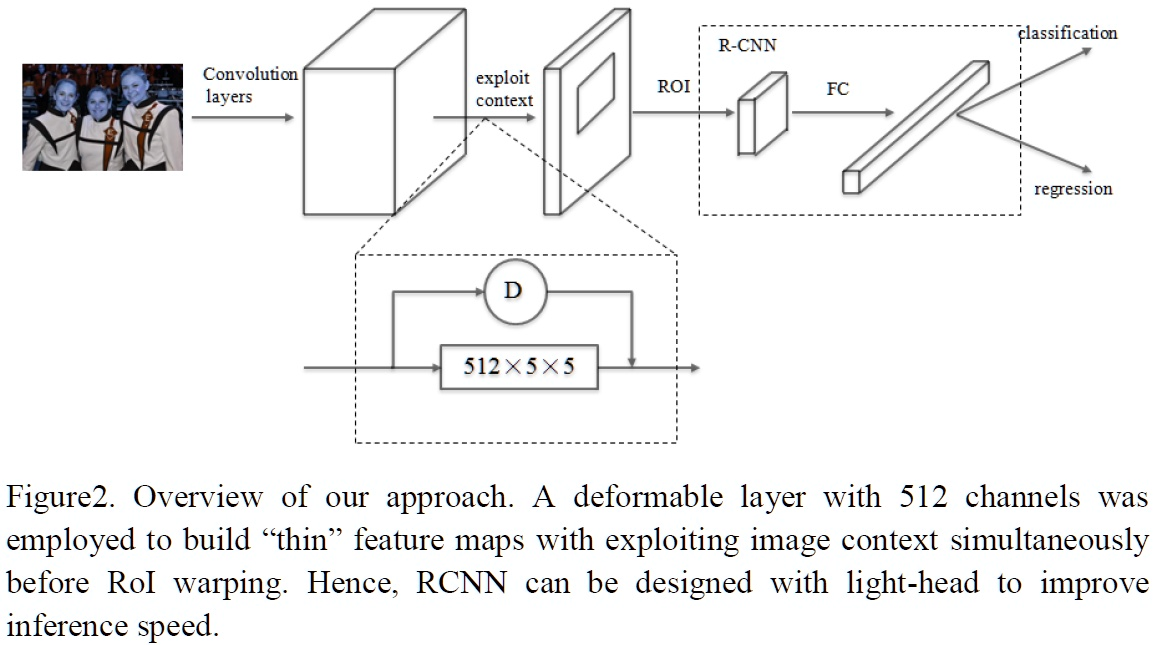 Convolution
layers
exploit
context
ROI
R-CNN
FC
classification
regression
D
512×5×5
Figure2. Overview of our approach. A deformable layer with 512 channels was
employed to build “thin” feature maps with exploiting image context simultaneously
before RoI warping. Hence, RCNN can be designed with light-head to improve
inference speed.